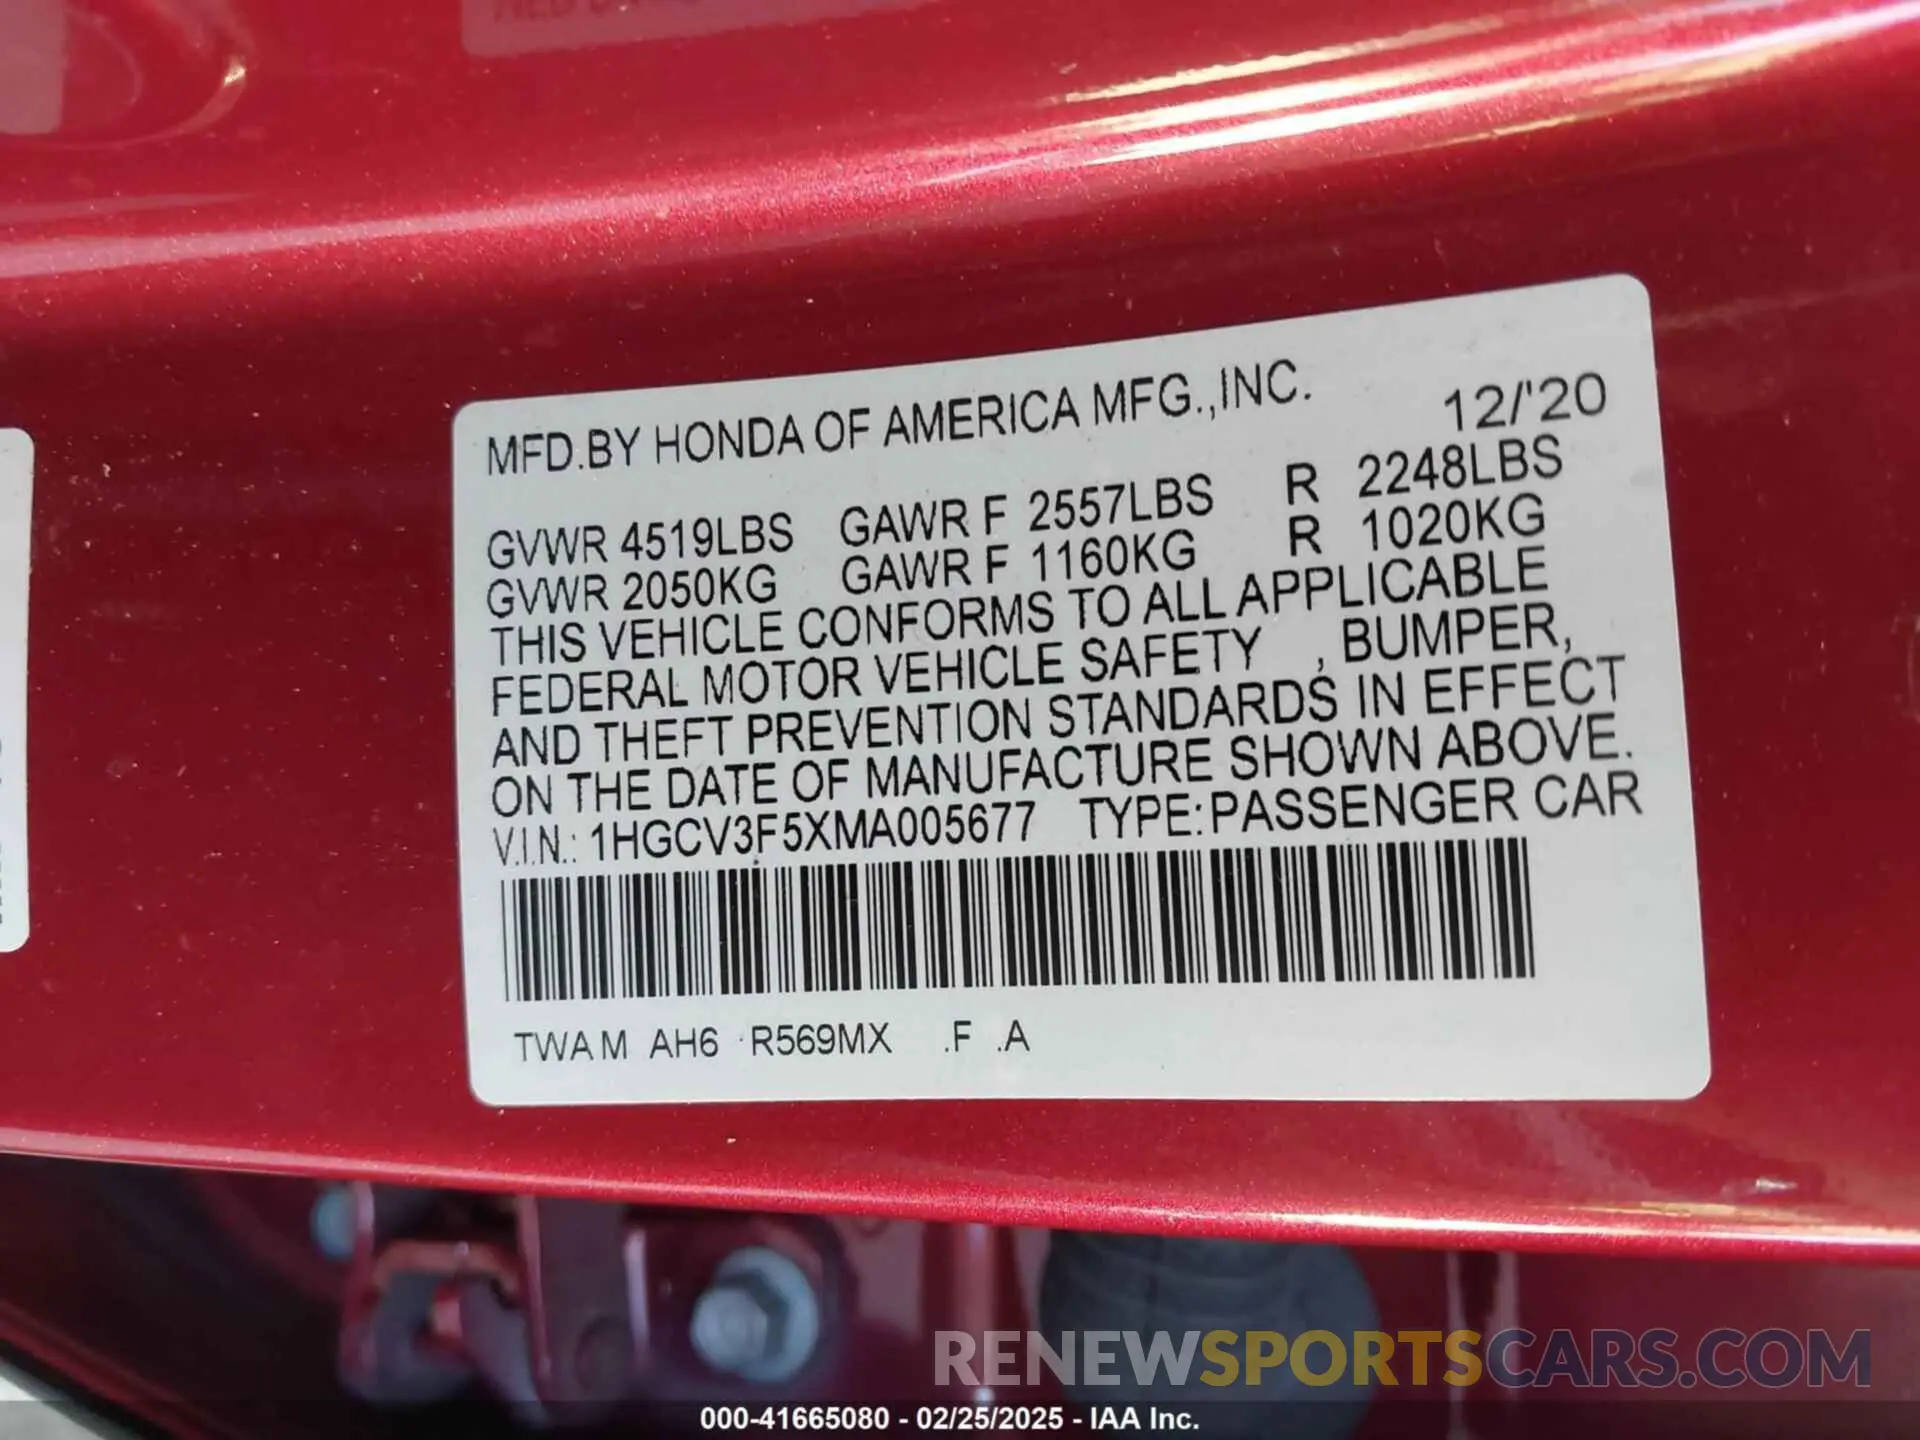 MFD.BY HONDA OF AMERICA MFG.,INC. 12/'20
GVWR 4519LBS GAWR F 2557LBS R 2248LBS
GVWR 2050KG GAWR F 1160KG R 1020KG
THIS VEHICLE CONFORMS TO ALL APPLICABLE
FEDERAL MOTOR VEHICLE SAFETY , BUMPER,
AND THEFT PREVENTION STANDARDS IN EFFECT
ON THE DATE OF MANUFACTURE SHOWN ABOVE.
V.I.N.: 1HGCV3F5XMA005677 TYPE:PASSENGER CAR
TWAM AH6 R569MX .F .A
RENEWSPORTSCARS.COM
000-41665080 - 02/25/2025 - IAA Inc.